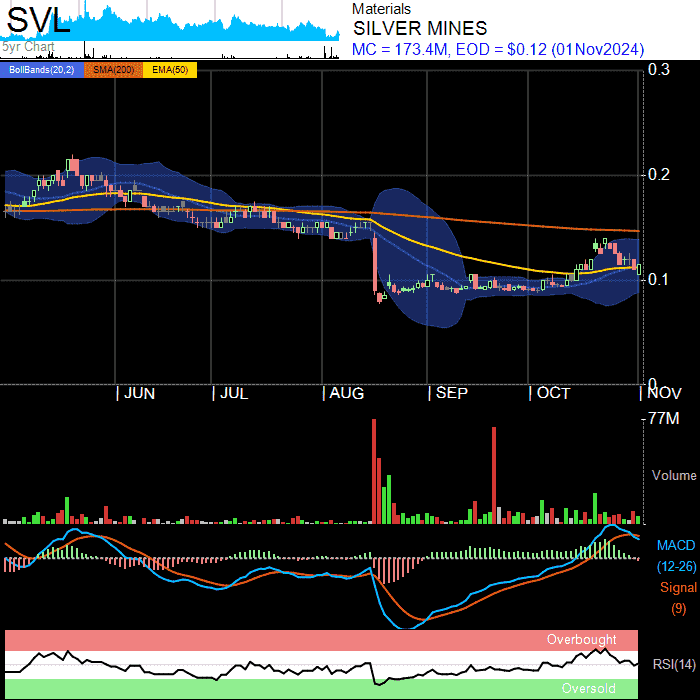 SVL
5yr Chart
Materials
SILVER MINES
MC = 173.4M, EOD = $0.12 (01Nov2024)
BollBands(20,2) SMA(200) EMA(50)
0.3
0.2
0.1
0
| JUN | JUL | AUG | SEP | OCT | NOV
77M
Volume
MACD
(12-26)
Signal
(9)
Overbought
RSI(14)
Oversold